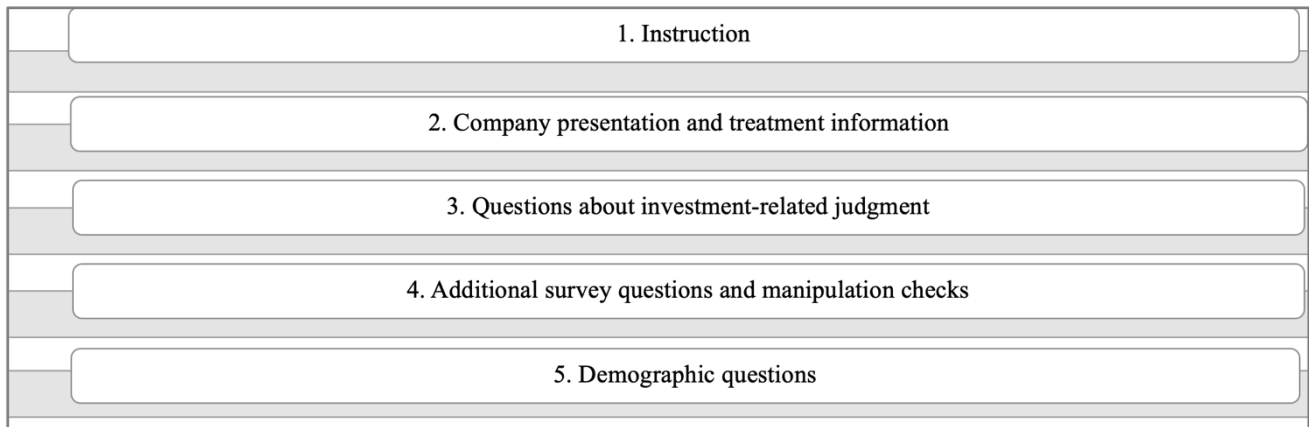 1. Instruction
2. Company presentation and treatment information
3. Questions about investment-related judgment
4. Additional survey questions and manipulation checks
5. Demographic questions